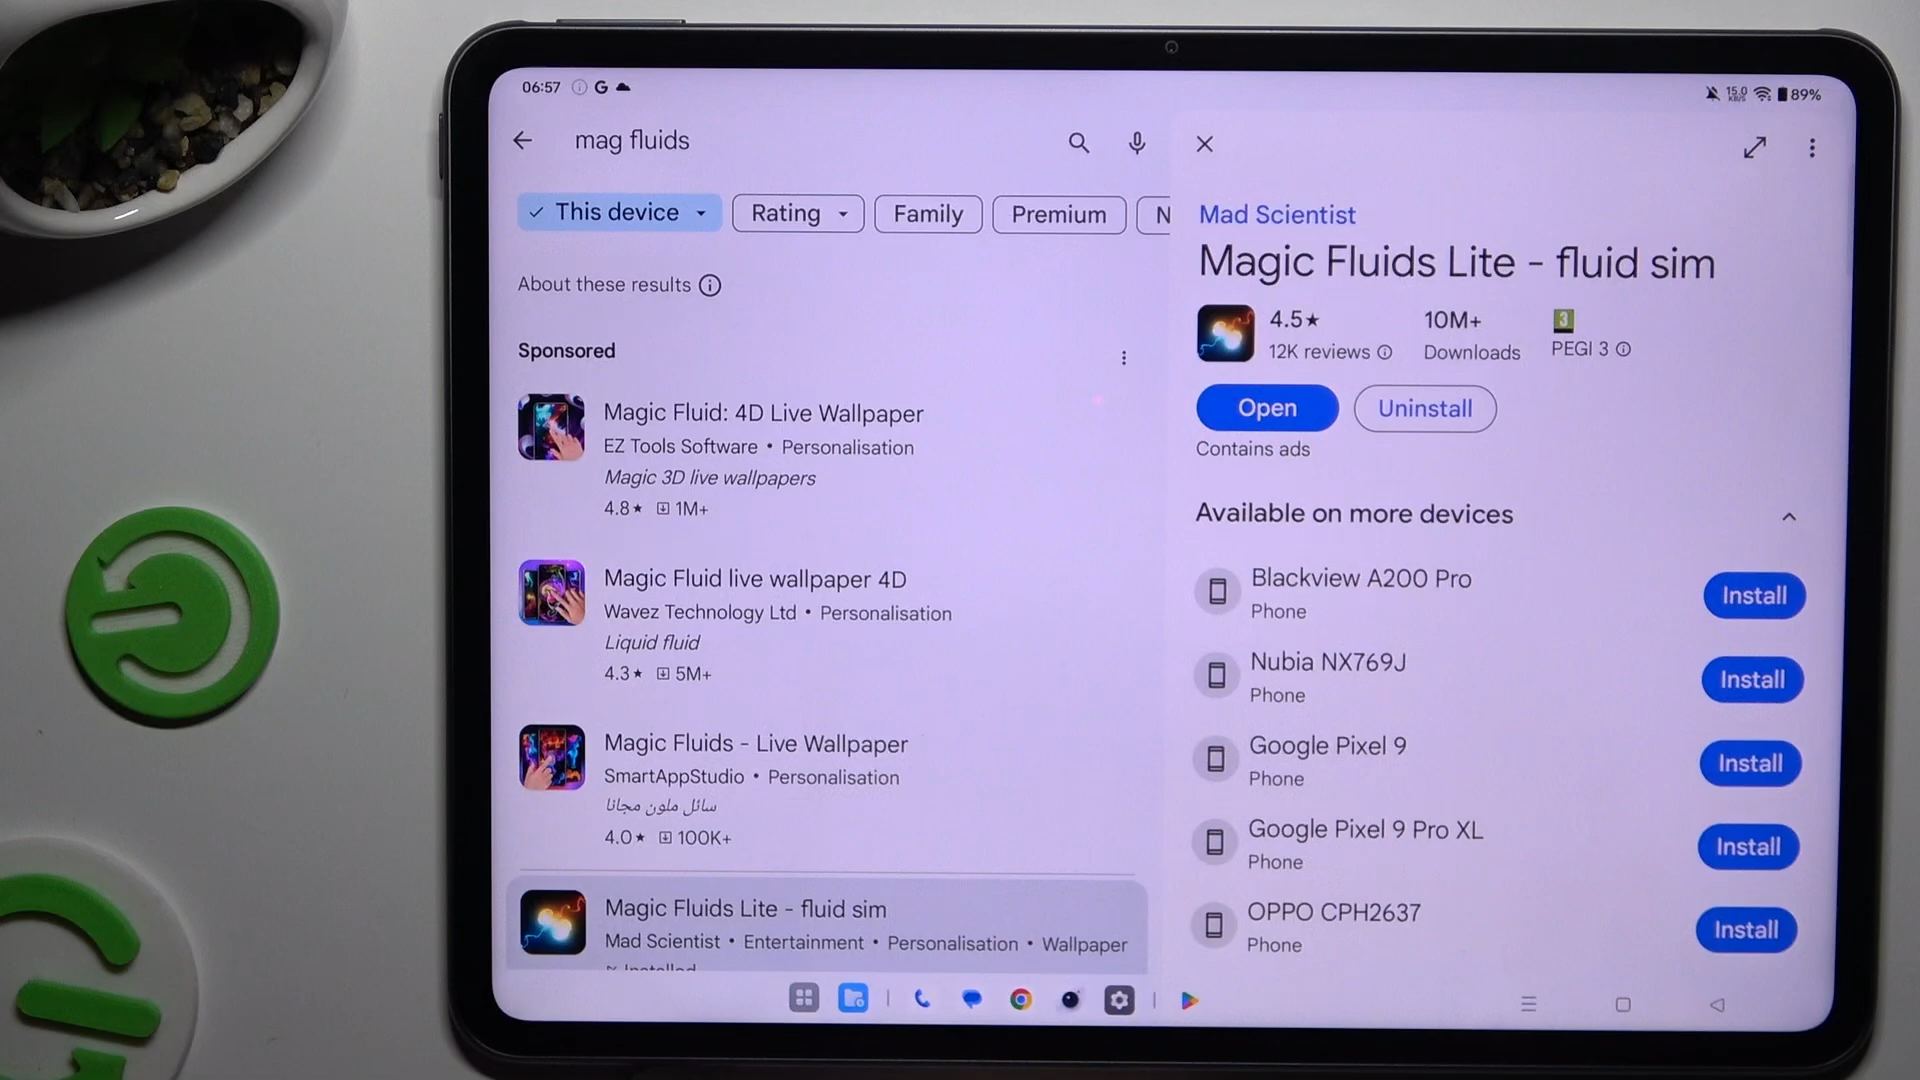 06:57
15.0
KB/S
89%
mag fluids
This device
Rating
Family
Premium
N
About these results
Sponsored
Magic Fluid: 4D Live Wallpaper
EZ Tools Software • Personalisation
Magic 3D live wallpapers
4.8★ 1M+
Magic Fluid live wallpaper 4D
Wavez Technology Ltd • Personalisation
Liquid fluid
4.3★ 5M+
Magic Fluids - Live Wallpaper
SmartAppStudio • Personalisation
سائل ملون مجانا
4.0★ 100K+
Magic Fluids Lite - fluid sim
Mad Scientist • Entertainment • Personalisation • Wallpaper
Installed
Mad Scientist
Magic Fluids Lite - fluid sim
4.5★ 10M+ 3
12K reviews Downloads PEGI 3
Open Uninstall
Contains ads
Available on more devices
Blackview A200 Pro
Phone
Install
Nubia NX769J
Phone
Install
Google Pixel 9
Phone
Install
Google Pixel 9 Pro XL
Phone
Install
OPPO CPH2637
Phone
Install